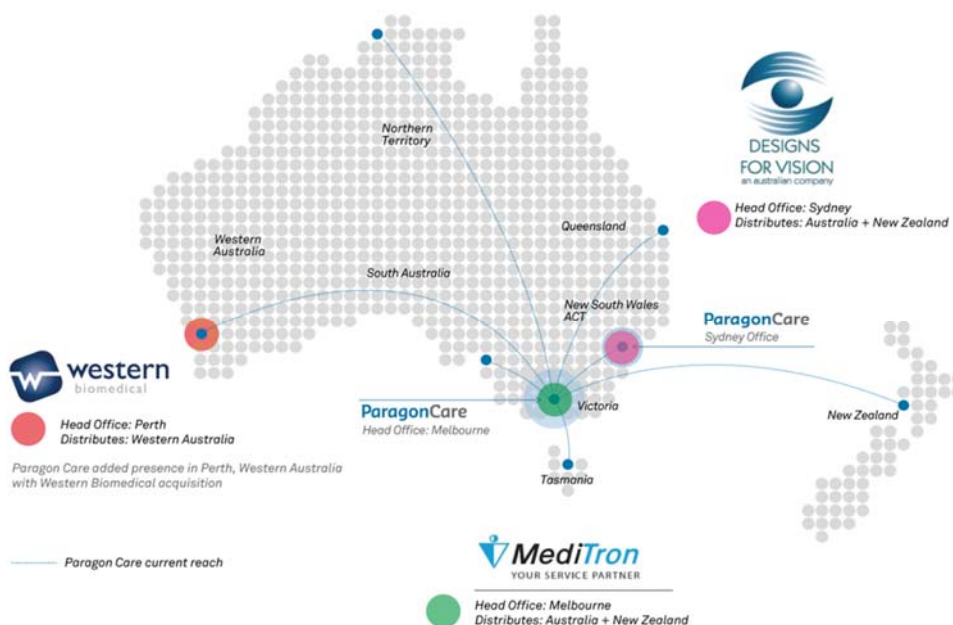 Northern
Territory
DESIGNS
FOR VISION
an australian company
Head Office: Sydney
Distributes: Australia + New Zealand
Queensland
Western
Australia
South Australia
New South Wales
ACT
ParagonCare
Sydney Office
western
biomedical
Head Office: Perth
Distributes: Western Australia
Paragon Care added presence in Perth, Western Australia
with Western Biomedical acquisition
ParagonCare
Head Office: Melbourne
Victoria
New Zealand
Tasmania
Paragon Care current reach
MediTron
YOUR SERVICE PARTNER
Head Office: Melbourne
Distributes: Australia + New Zealand